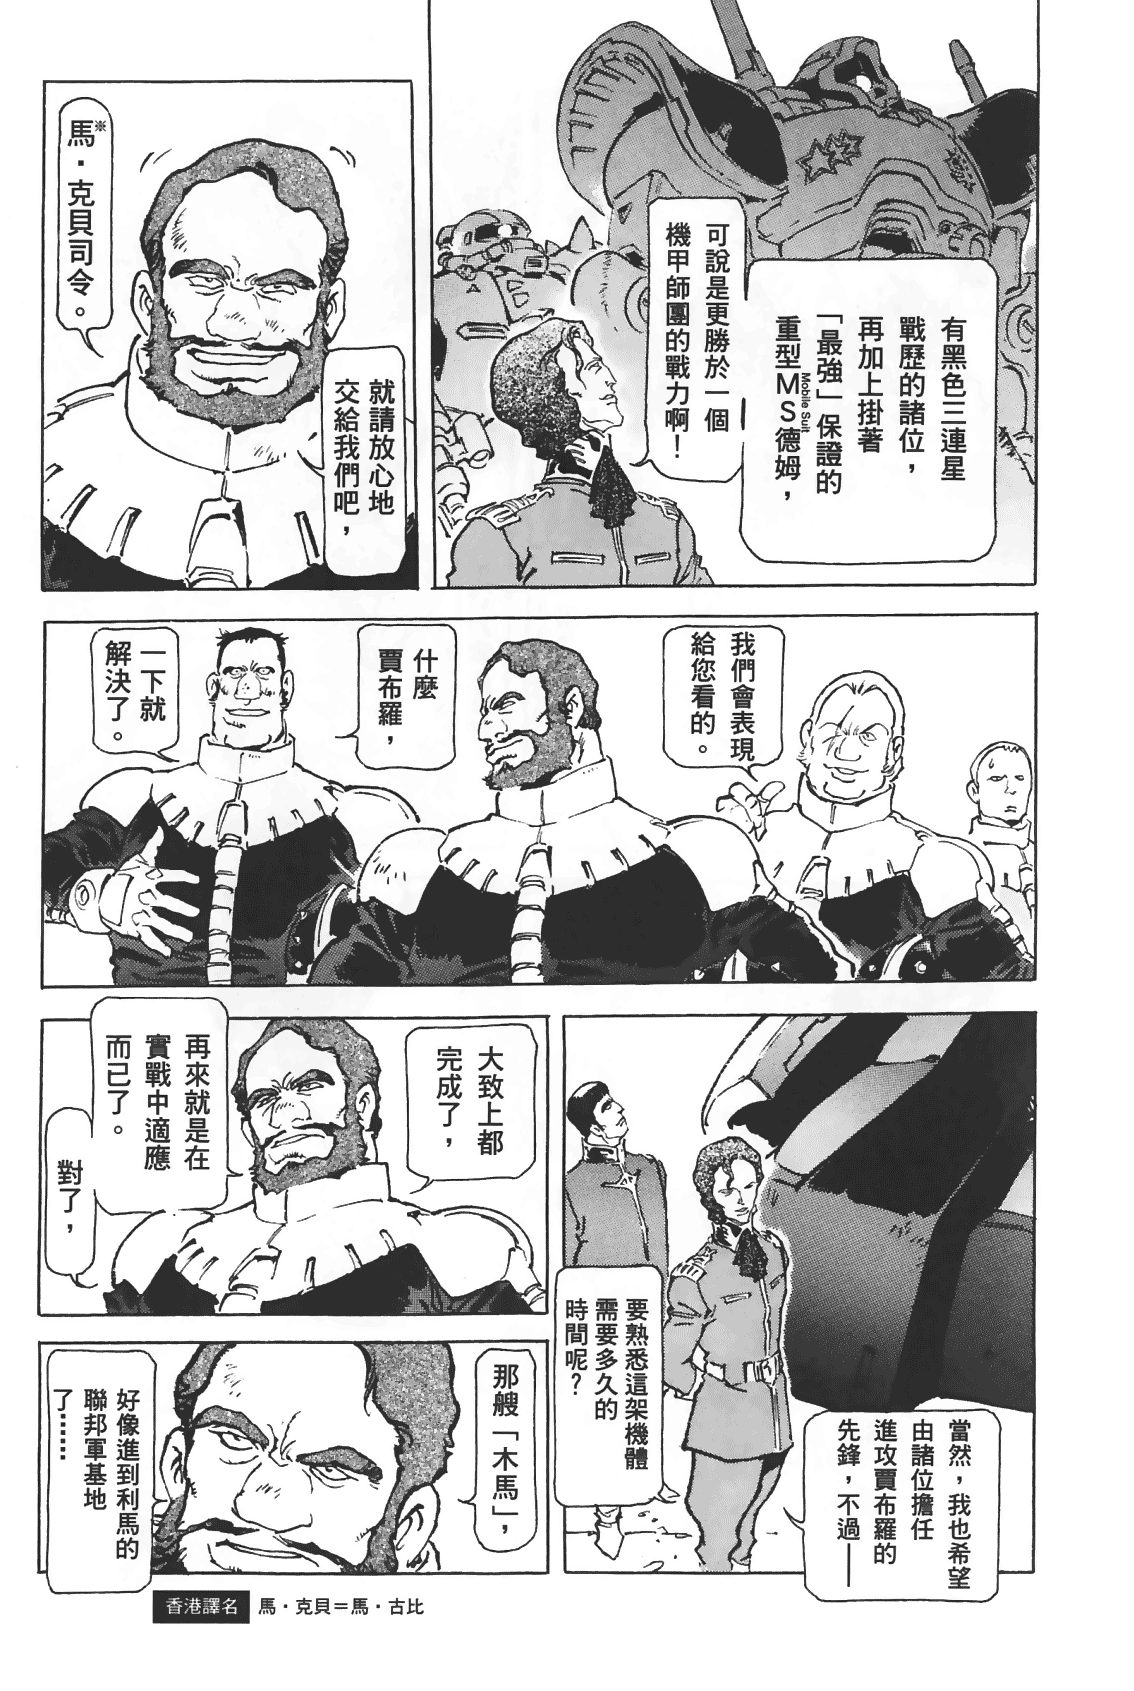 有黑色三連星
戰歷的諸位，
再加上掛著
「最強」保證的
重型MS德姆，
Mobile Suit
可說是更勝於一個
機甲師團的戰力啊！
就請放心地
交給我們吧，
馬・克貝司令。
※
我們會表現
給您看的。
什麼
賈布羅，
一下就
解決了。
當然，我也希望
由諸位擔任
進攻賈布羅的
先鋒，不過——
要熟悉這架機體
需要多久的
時間呢？
大致上都
完成了，
再來就是在
實戰中適應
而已了。
對了，
那艘「木馬」，
好像進到利馬的
聯邦軍基地
了⋯⋯
香港譯名 馬・克貝＝馬・古比